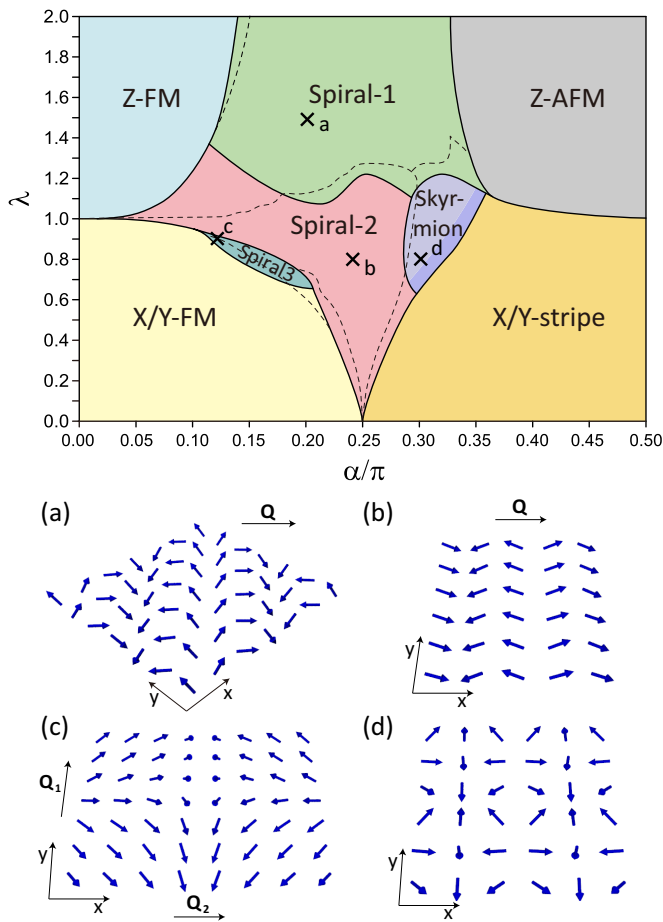 2.0
1.8
1.6
1.4
1.2
1.0
0.8
0.6
0.4
0.2
0.0
λ
Z-FM
Spiral-1
Z-AFM
a
Skyr-
mion
Spiral-2
c
d
Spiral3
b
X/Y-FM
X/Y-stripe
0.00 0.05 0.10 0.15 0.20 0.25 0.30 0.35 0.40 0.45 0.50
α/π
(a)
Q
y
x
(b)
Q
y
x
(c)
Q1
y
x
Q2
(d)
y
x